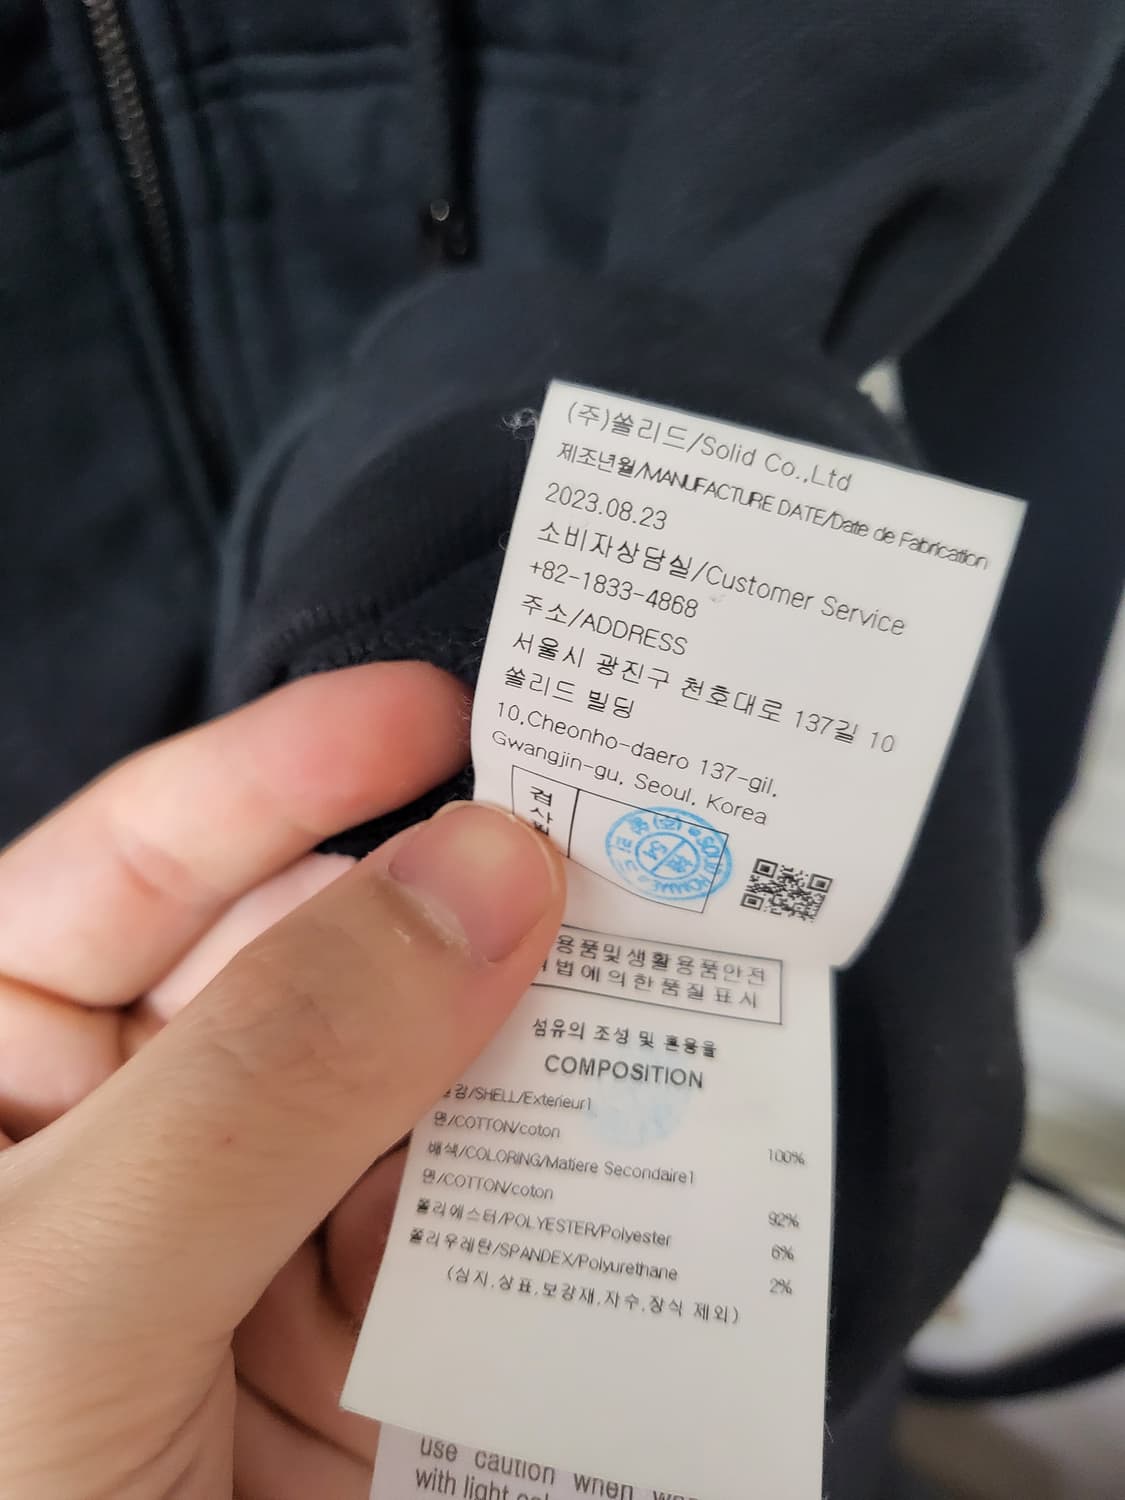 (주)쏠리드/Solid Co.,Ltd
제조년월/MANUFACTURE DATE/Date de Fabrication
2023.08.23
소비자상담실/Customer Service
+82-1833-4868
주소/ADDRESS
서울시 광진구 천호대로 137길 10
쏠리드 빌딩
10,Cheonho-daero 137-gil,
Gwangjin-gu, Seoul, Korea
검사
용품및생활용품안전
법에의한품질표시
섬유의 조성 및 혼용율
COMPOSITION
감/SHELL/Exterieur1
면/COTTON/coton 100%
배색/COLORING/Matiere Secondaire1
면/COTTON/coton 92%
폴리에스터/POLYESTER/Polyester 6%
폴리우레탄/SPANDEX/Polyurethane 2%
(심지,상표,보강재,자수,장식 제외)
use caution when
with light